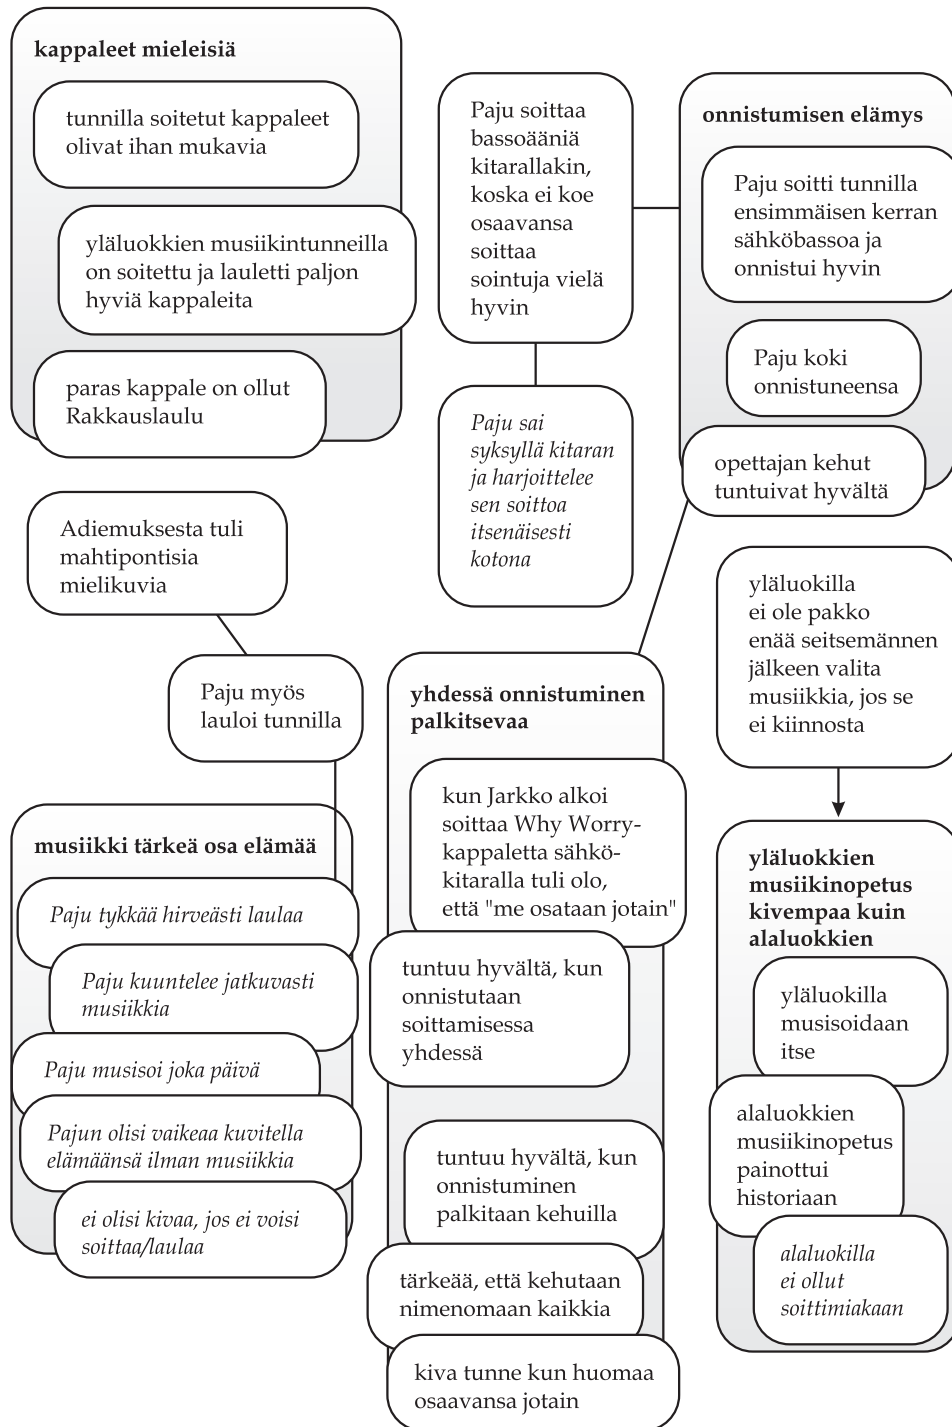 kappaleet mieleisiä
tunnilla soitetut kappaleet
olivat ihan mukavia
yläluokkien musiikintunneilla
on soitettu ja lauletti paljon
hyviä kappaleita
paras kappale on ollut
Rakkauslaulu
Paju soittaa
bassoääniä
kitarallakin,
koska ei koe
osaavansa
soittaa
sointuja vielä
hyvin
Paju sai
syksyllä kitaran
ja harjoittelee
sen soittoa
itsenäisesti
kotona
onnistumisen elämys
Paju soitti tunnilla
ensimmäisen kerran
sähköbassoa ja
onnistui hyvin
Paju koki
onnistuneensa
opettajan kehut
tuntuivat hyvältä
Adiemuksesta tuli
mahtipontisia
mielikuvia
Paju myös
lauloi tunnilla
musiikki tärkeä osa elämää
Paju tykkää hirveästi laulaa
Paju kuuntelee jatkuvasti
musiikkia
Paju musisoi joka päivä
Pajun olisi vaikeaa kuvitella
elämäänsä ilman musiikkia
ei olisi kivaa, jos ei voisi
soittaa/laulaa
yhdessä onnistuminen
palkitsevaa
kun Jarkko alkoi
soittaa Why Worry-
kappaletta sähkö-
kitaralla tuli olo,
että "me osataan jotain"
tuntuu hyvältä, kun
onnistutaan
soittamisessa
yhdessä
tuntuu hyvältä, kun
onnistuminen
palkitaan kehuilla
tärkeää, että kehutaan
nimenomaan kaikkia
kiva tunne kun huomaa
osaavansa jotain
yläluokilla
ei ole pakko
enää seitsemännen
jälkeen valita
musiikkia, jos se
ei kiinnosta
yläluokkien
musiikinopetus
kivempaa kuin
alaluokkien
yläluokilla
musisoidaan
itse
alaluokkien
musiikinopetus
painottui
historiaan
alaluokilla
ei ollut
soittimiakaan